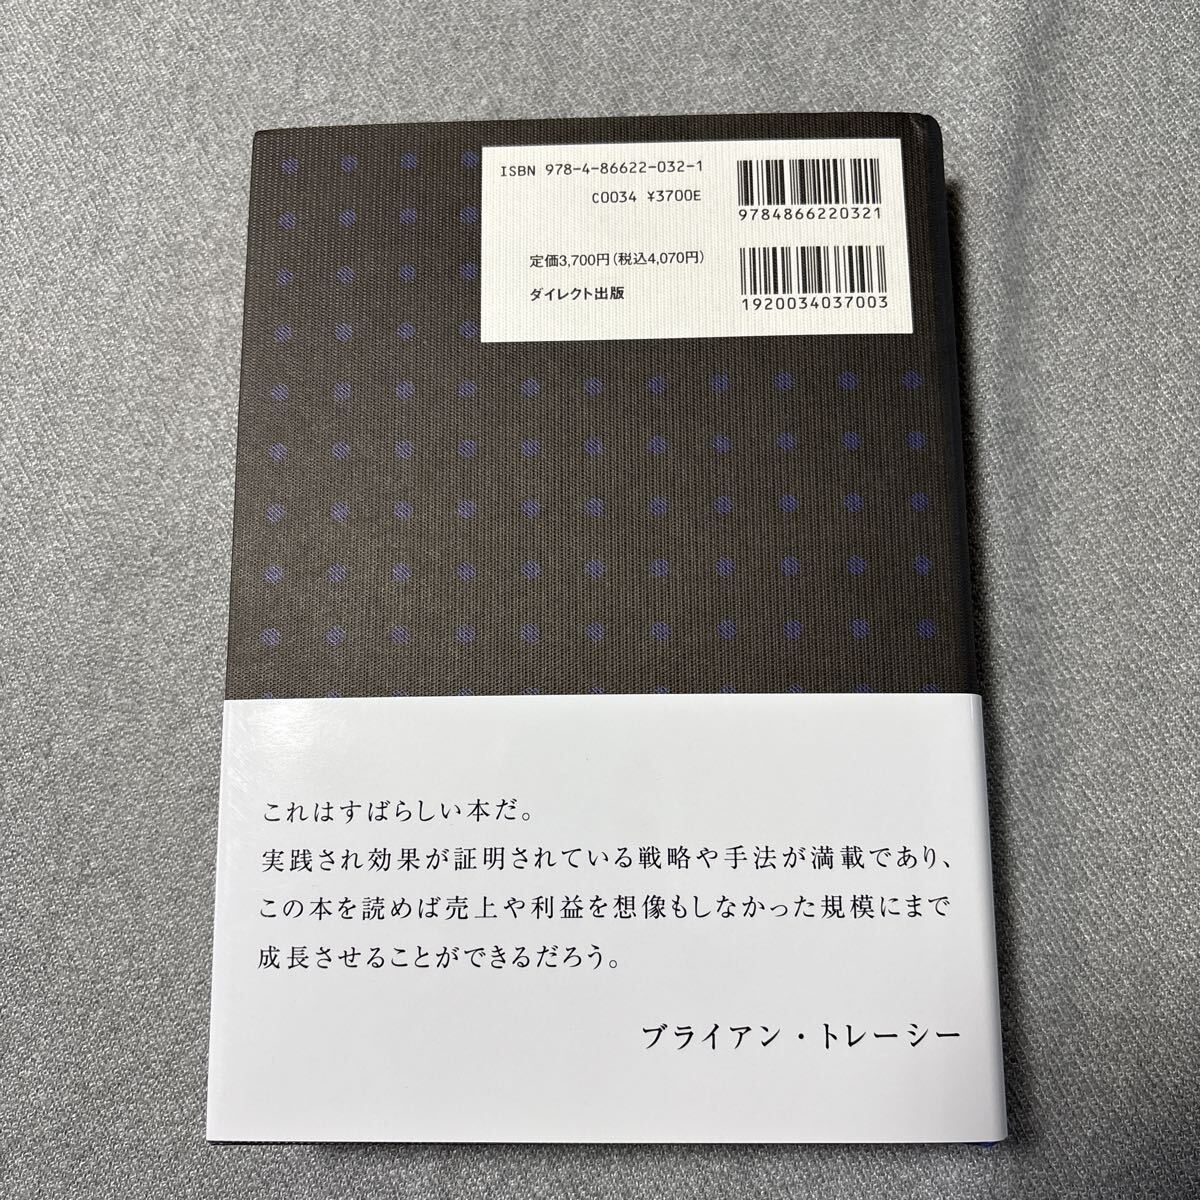 ISBN 978-4-86622-032-1
C0034 ¥3700E
9784866220321
定価3,700円(税込4,070円)
ダイレクト出版
1920034037003
これはすばらしい本だ。
実践され効果が証明されている戦略や手法が満載であり、
この本を読めば売上や利益を想像もしなかった規模にまで
成長させることができるだろう。
ブライアン・トレーシー